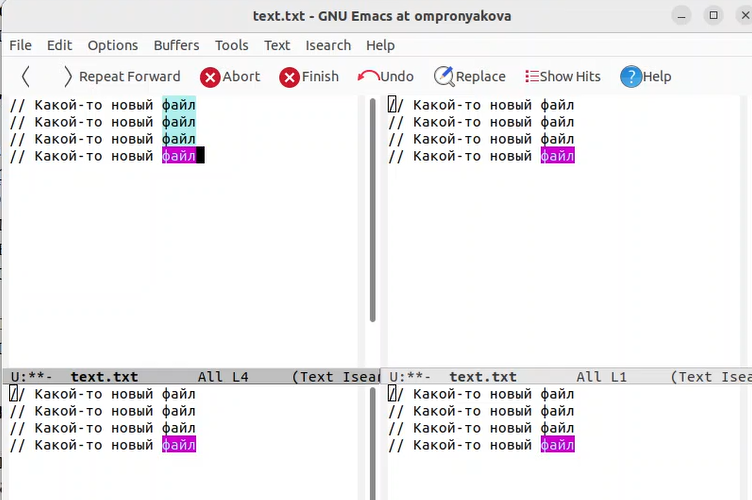 text.txt - GNU Emacs at ompronyakova
File Edit Options Buffers Tools Text Isearch Help
Repeat Forward Abort Finish Undo Replace Show Hits Help
// Какой-то новый файл
// Какой-то новый файл
// Какой-то новый файл
// Какой-то новый файл
// Какой-то новый файл
// Какой-то новый файл
// Какой-то новый файл
// Какой-то новый файл
U:**- text.txt All L4 (Text Isear
U:**- text.txt All L1 (Text Isea
// Какой-то новый файл
// Какой-то новый файл
// Какой-то новый файл
// Какой-то новый файл
// Какой-то новый файл
// Какой-то новый файл
// Какой-то новый файл
// Какой-то новый файл